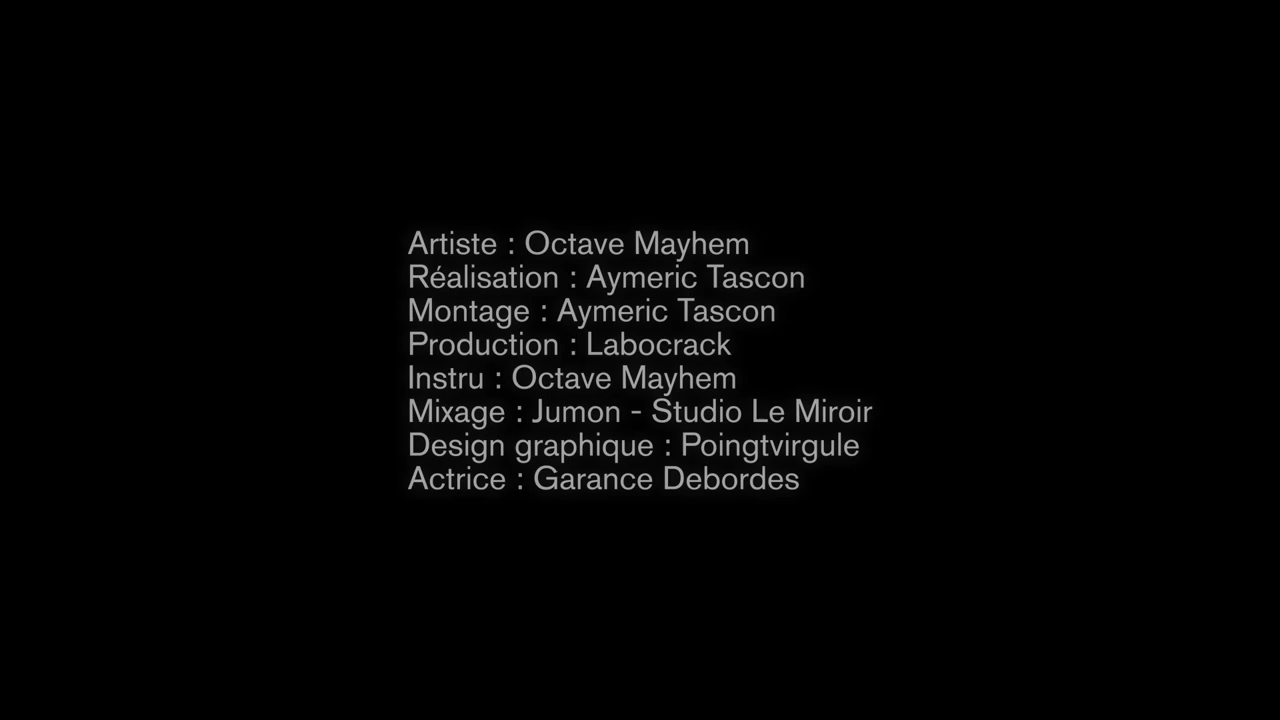 Artiste : Octave Mayhem
Réalisation : Aymeric Tascon
Montage : Aymeric Tascon
Production : Labocrack
Instru : Octave Mayhem
Mixage : Jumon - Studio Le Miroir
Design graphique : Poingtvirgule
Actrice : Garance Debordes